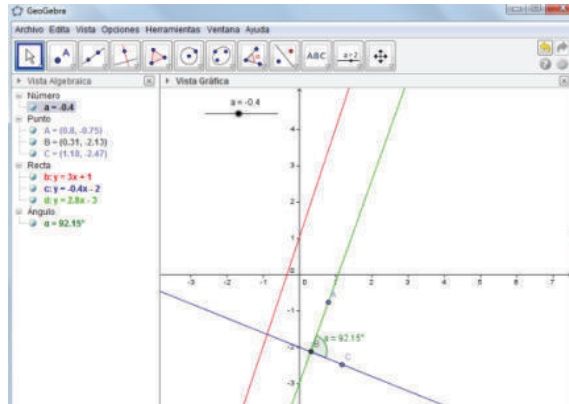 GeoGebra
Archivo Edita Vista Opciones Herramientas Ventana Ayuda
ABC
a=2
Vista Algebraica
Vista Gráfica
Número
a = -0.4
Punto
A = (0.8, -0.75)
B = (0.31, -2.13)
C = (1.18, -2.47)
Recta
b: y = 3x + 1
c: y = -0.4x - 2
d: y = 2.8x - 3
Ángulo
α = 92.15°
a = -0.4
4
3
2
1
0
-3
-2
-1
0
1
2
3
4
5
6
7
-1
-2
-3
A
B
C
α = 92.15°